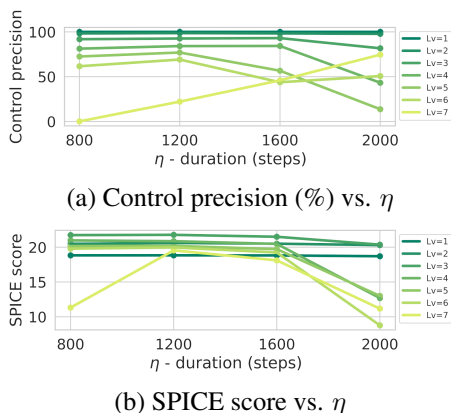 100
50
0
Control precision
800
1200
1600
2000
η - duration (steps)
Lv=1
Lv=2
Lv=3
Lv=4
Lv=5
Lv=6
Lv=7
(a) Control precision (%) vs. η
20
15
10
SPICE score
800
1200
1600
2000
η - duration (steps)
Lv=1
Lv=2
Lv=3
Lv=4
Lv=5
Lv=6
Lv=7
(b) SPICE score vs. η